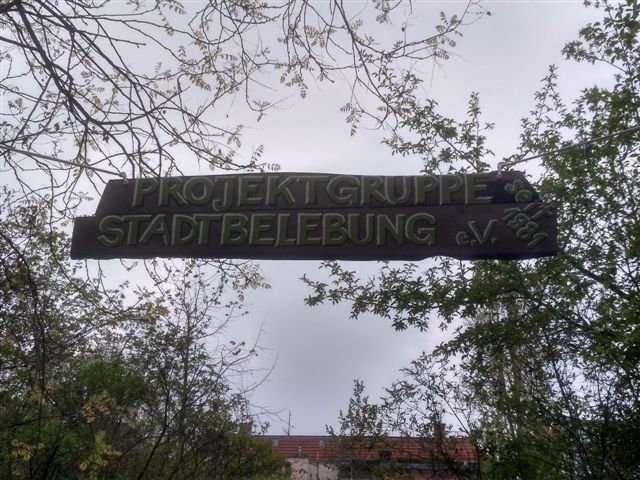 PROJEKTGRUPPE seit
STADTBELEBUNG e.V. 1981